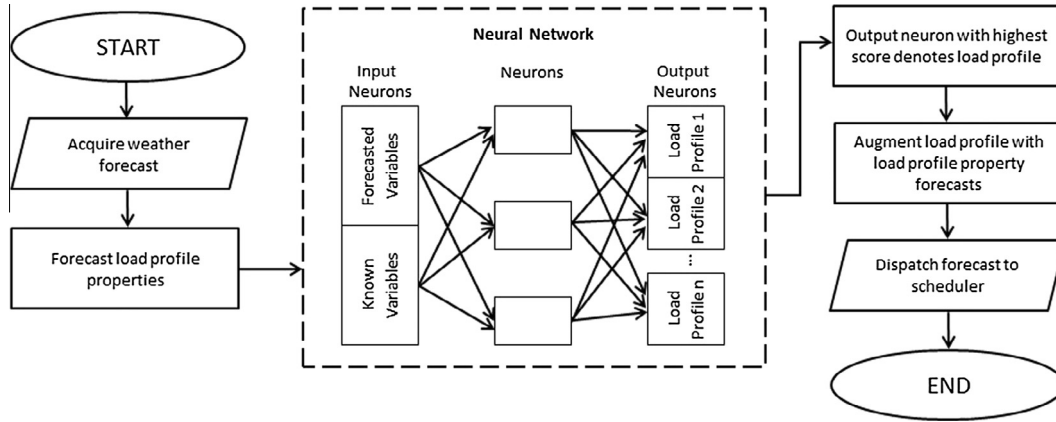 START
Acquire weather
forecast
Forecast load profile
properties
Neural Network
Input
Neurons
Neurons
Output
Neurons
Forecasted
Variables
Known
Variables
Load
Profile 1
Load
Profile 2
...
Load
Profile n
Output neuron with highest
score denotes load profile
Augment load profile with
load profile property
forecasts
Dispatch forecast to
scheduler
END